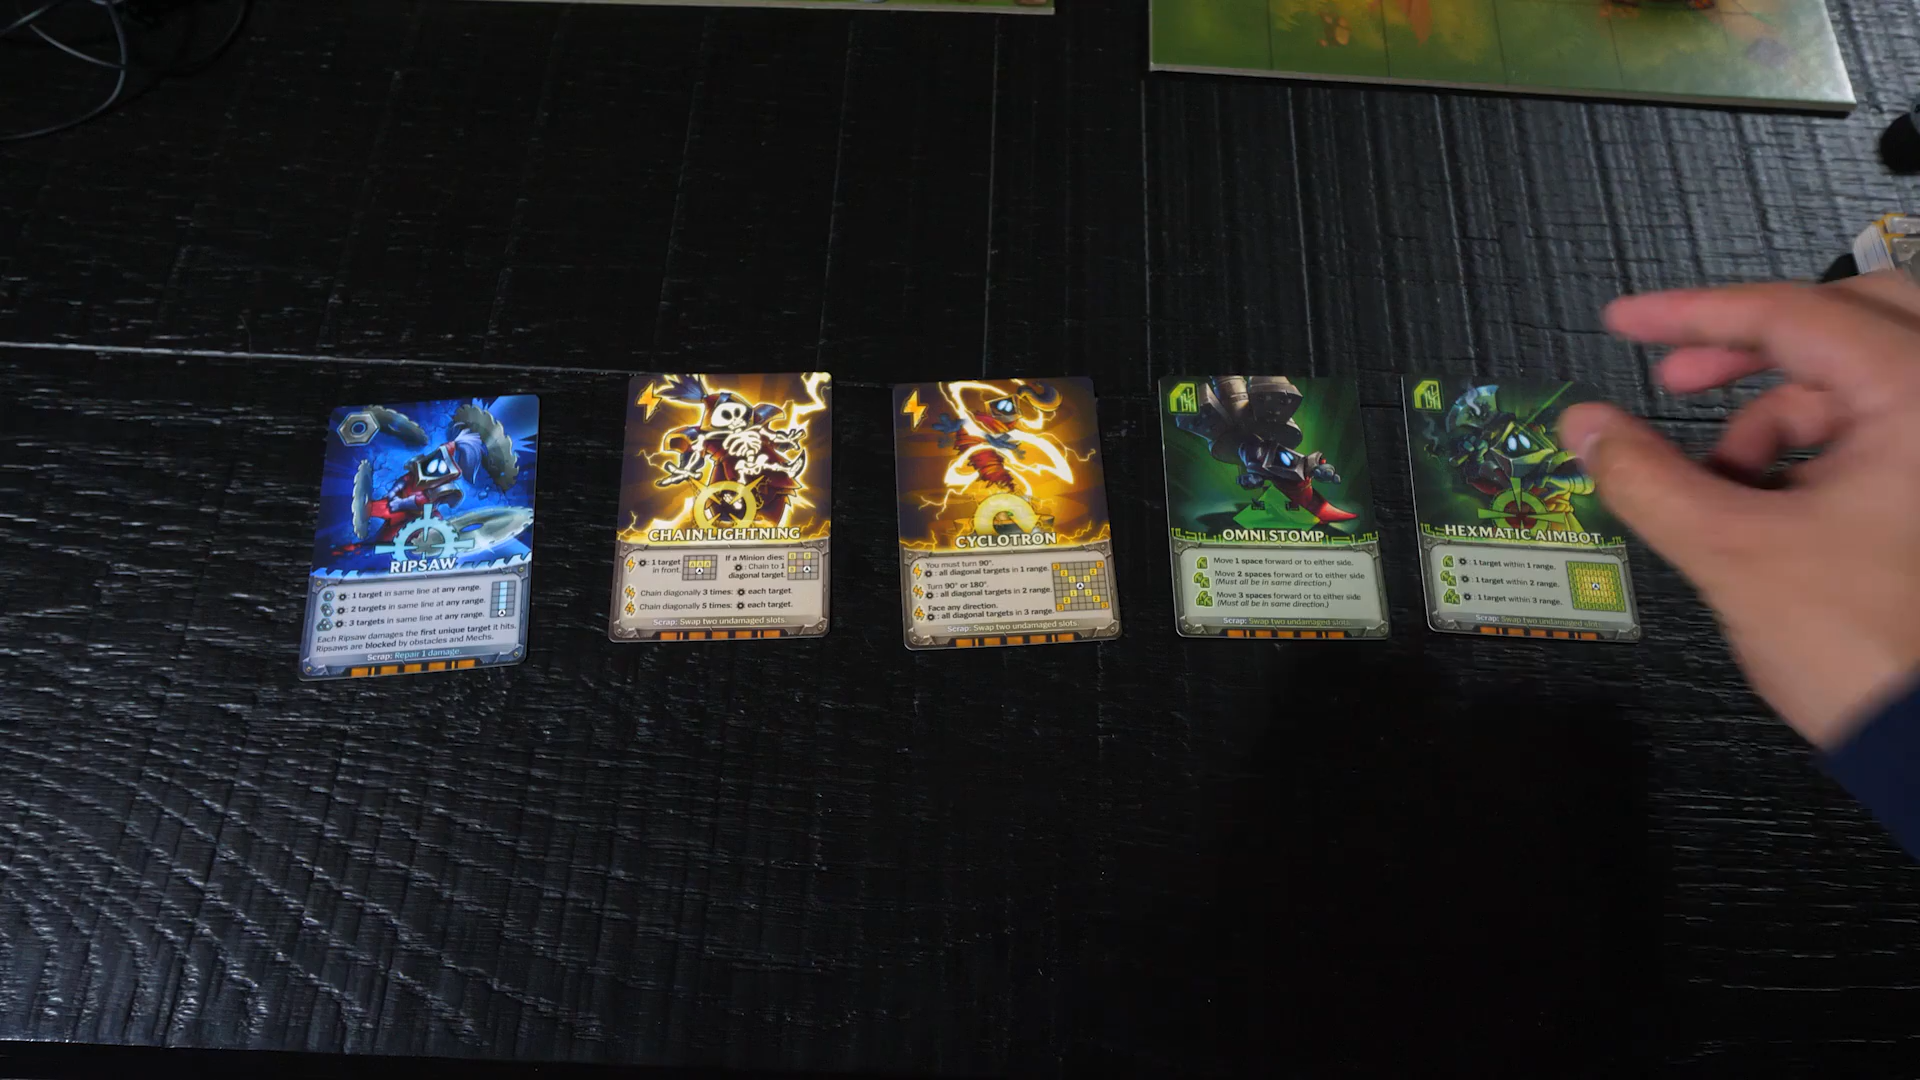 RIPSAW
: 1 target in same line at any range.
: 2 targets in same line at any range.
: 3 targets in same line at any range.
Each Ripsaw damages the first unique target it hits.
Ripsaws are blocked by obstacles and Mechs.
Scrap: Repair 1 damage.
CHAIN LIGHTNING
: 1 target
in front.
If a Minion dies:
: Chain to 1
diagonal target.
Chain diagonally 3 times: each target.
Chain diagonally 5 times: each target.
Scrap: Swap two undamaged slots.
CYCLOTRON
You must turn 90°.
: all diagonal targets in 1 range.
Turn 90° or 180°.
: all diagonal targets in 2 range.
Face any direction.
: all diagonal targets in 3 range.
Scrap: Swap two undamaged slots.
OMNI STOMP
Move 1 space forward or to either side.
Move 2 spaces forward or to either side
(Must all be in same direction.)
Move 3 spaces forward or to either side
(Must all be in same direction.)
Scrap: Swap two undamaged slots.
HEXMATIC AIMBOT
: 1 target within 1 range.
: 1 target within 2 range.
: 1 target within 3 range.
Scrap: Swap two undamaged slots.